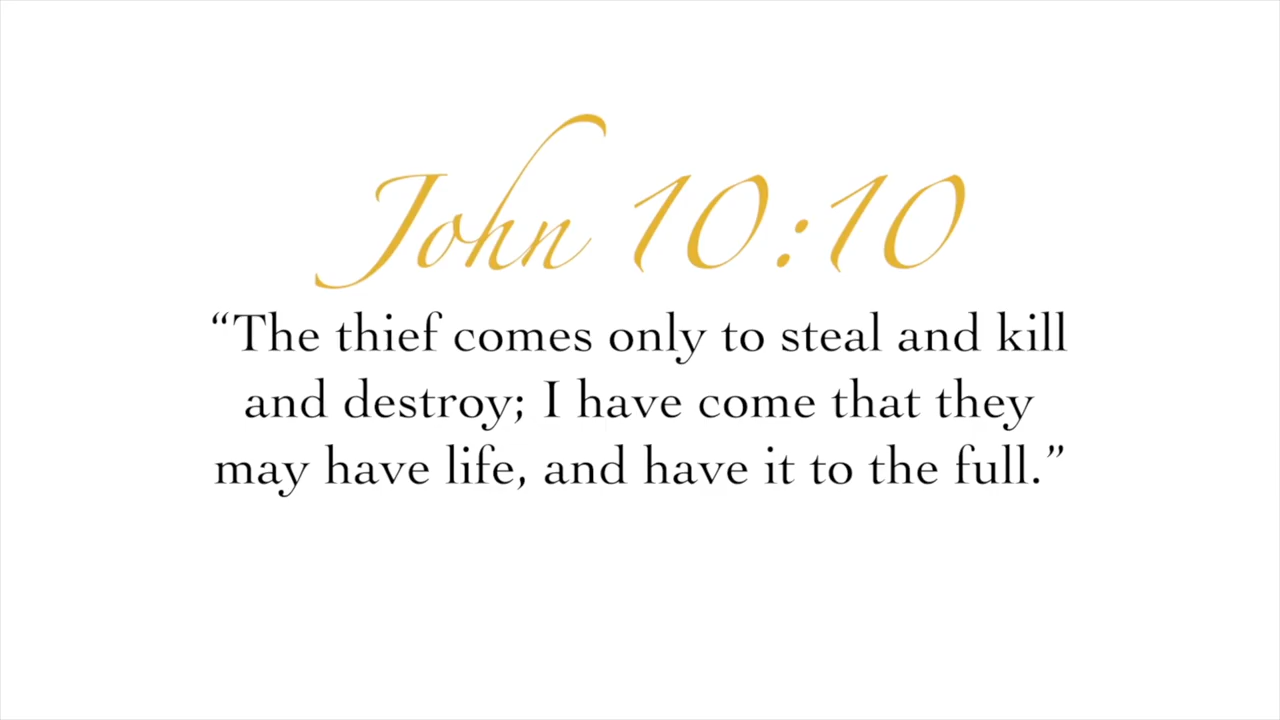 John 10:10
“The thief comes only to steal and kill
and destroy; I have come that they
may have life, and have it to the full.”